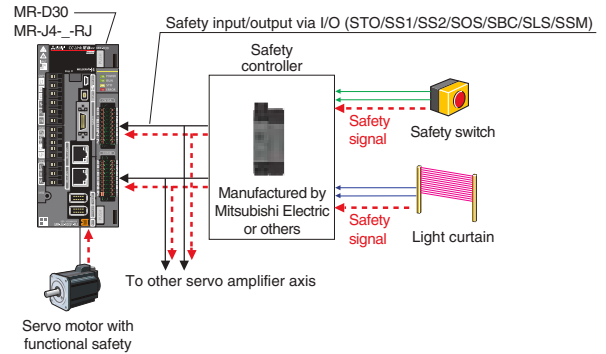 MR-D30
MR-J4-_-RJ
Safety input/output via I/O (STO/SS1/SS2/SOS/SBC/SLS/SSM)
Safety
controller
Safety
signal
Safety switch
Manufactured by
Mitsubishi Electric
or others
Safety
signal
Light curtain
To other servo amplifier axis
Servo motor with
functional safety